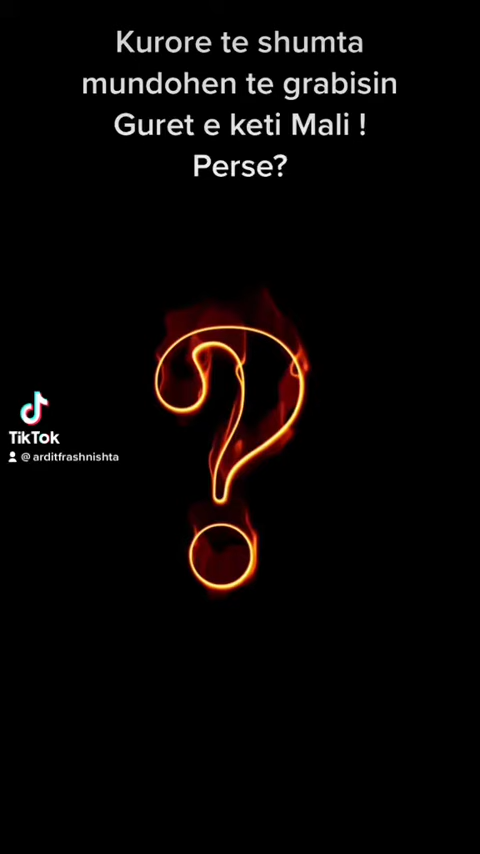 Kurore te shumta
mundohen te grabisin
Guret e keti Mali !
Perse?
TikTok
@arditfrashnishta